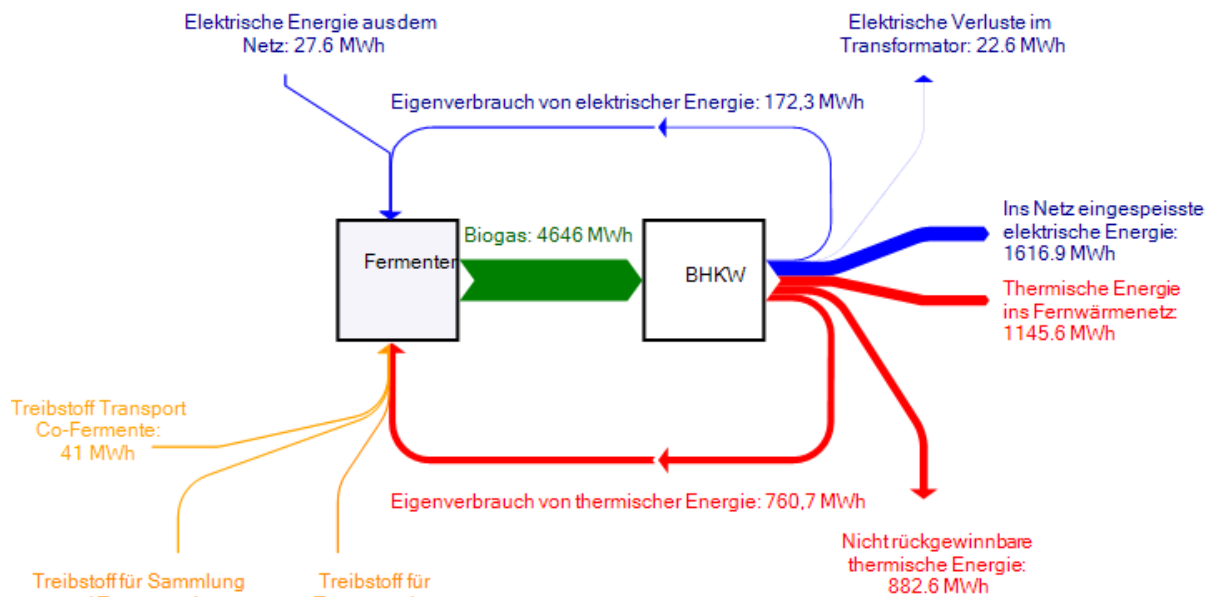 Elektrische Energie aus dem
Netz: 27.6 MWh
Elektrische Verluste im
Transformator: 22.6 MWh
Eigenverbrauch von elektrischer Energie: 172,3 MWh
Ins Netz eingespeisste
elektrische Energie:
1616.9 MWh
Biogas: 4646 MWh
Fermenter
BHKW
Thermische Energie
ins Fernwärmenetz:
1145.6 MWh
Treibstoff Transport
Co-Fermente:
41 MWh
Eigenverbrauch von thermischer Energie: 760,7 MWh
Nicht rückgewinnbare
thermische Energie:
882.6 MWh
Treibstoff für Sammlung
Treibstoff für